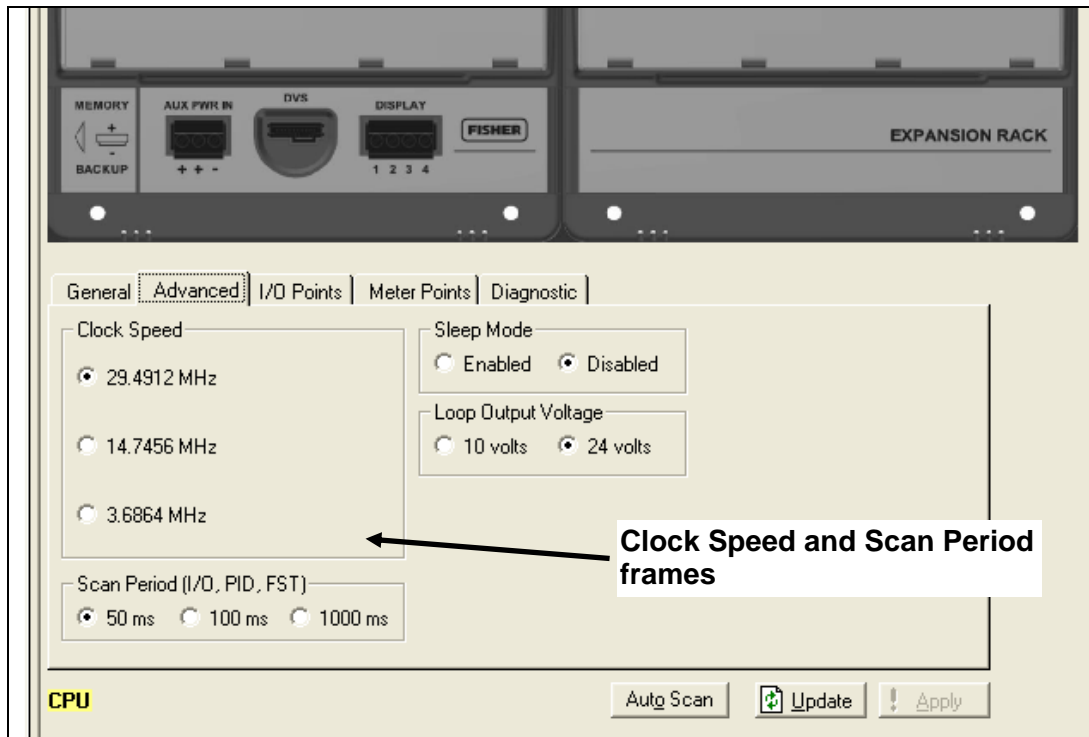 MEMORY
BACKUP
+
-
AUX PWR IN
+ + -
DVS
DISPLAY
1 2 3 4
FISHER
EXPANSION RACK
General Advanced I/O Points Meter Points Diagnostic
Clock Speed
29.4912 MHz
14.7456 MHz
3.6864 MHz
Sleep Mode
Enabled Disabled
Loop Output Voltage
10 volts 24 volts
Clock Speed and Scan Period
frames
Scan Period (I/O, PID, FST)
50 ms 100 ms 1000 ms
CPU
Auto Scan Update Apply